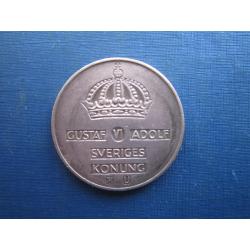 GUSTAF VI ADOLF
SVERIGES
KONUNG